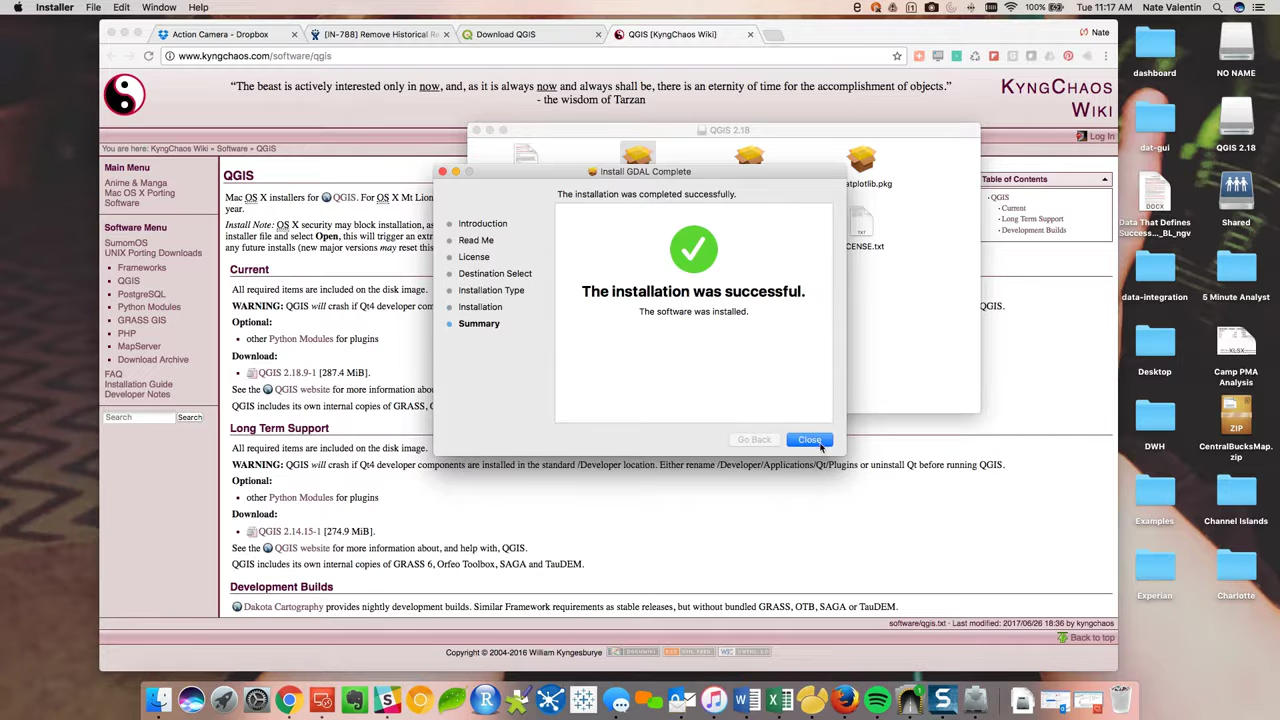 Installer File Edit Window Help
100% Tue 11:17 AM Nate Valentin
Action Camera - Dropbox
[IN-788] Remove Historical Re
Download QGIS
QGIS [KyngChaos Wiki]
Nate
www.kyngchaos.com/software/qgis
“The beast is actively interested only in now, and, as it is always now and always shall be, there is an eternity of time for the accomplishment of objects.”
- the wisdom of Tarzan
KYNGCHAOS
WIKI
Log In
You are here: KyngChaos Wiki » Software » QGIS
Main Menu
Anime & Manga
Mac OS X Porting
Software
Software Menu
SumomOS
UNIX Porting Downloads
Frameworks
QGIS
PostgreSQL
Python Modules
GRASS GIS
PHP
MapServer
Download Archive
FAQ
Installation Guide
Developer Notes
Search
Search
QGIS
Mac OS X installers for QGIS. For OS X Mt Lion
year.
Install Note: OS X security may block installation, as
installer file and select Open, this will trigger an ex
any future installs (new major versions may reset this
Current
All required items are included on the disk image.
WARNING: QGIS will crash if Qt4 developer com
QGIS.
Optional:
other Python Modules for plugins
Download:
QGIS 2.18.9-1 [287.4 MiB].
See the QGIS website for more information abou
QGIS includes its own internal copies of GRASS, O
Long Term Support
All required items are included on the disk image.
WARNING: QGIS will crash if Qt4 developer components are installed in the standard /Developer location. Either rename /Developer/Applications/Qt/Plugins or uninstall Qt before running QGIS.
Optional:
other Python Modules for plugins
Download:
QGIS 2.14.15-1 [274.9 MiB].
See the QGIS website for more information about, and help with, QGIS.
QGIS includes its own internal copies of GRASS 6, Orfeo Toolbox, SAGA and TauDEM.
Development Builds
Dakota Cartography provides nightly development builds. Similar Framework requirements as stable releases, but without bundled GRASS, OTB, SAGA or TauDEM.
software/qgis.txt · Last modified: 2017/06/26 18:36 by kyngchaos
Back to top
Copyright © 2004-2016 William Kyngesburye
Table of Contents
QGIS
Current
Long Term Support
Development Builds
QGIS 2.18
atplotlib.pkg
CENSE.txt
Install GDAL Complete
The installation was completed successfully.
Introduction
Read Me
License
Destination Select
Installation Type
Installation
Summary
The installation was successful.
The software was installed.
Go Back
Close
dashboard
NO NAME
dat-gui
QGIS 2.18
DOCX
Data That Defines
Success..._BL_ngv
Shared
data-integration
5 Minute Analyst
Desktop
XLSX
Camp PMA
Analysis
DWH
ZIP
CentralBucksMap.
zip
Examples
Channel Islands
Experian
Charlotte